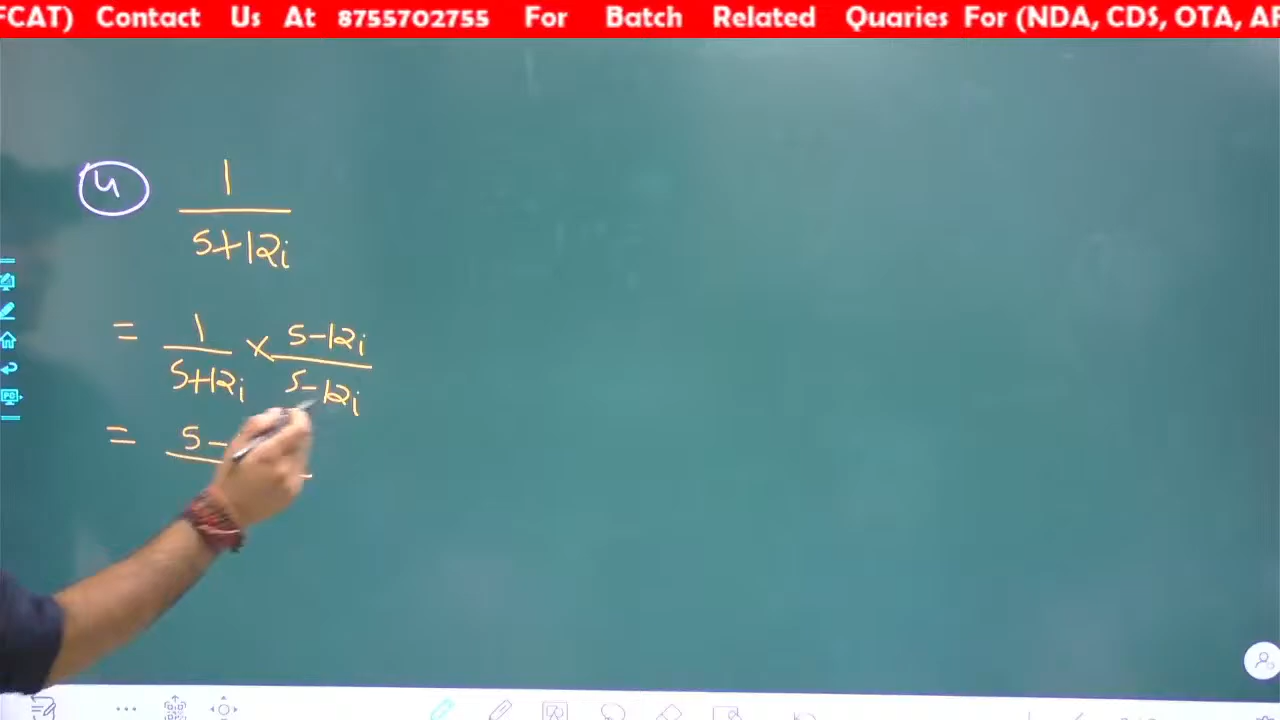 FCAT) Contact Us At 8755702755 For Batch Related Quaries For (NDA, CDS, OTA, AF
4
1
5+12i
= 1/5+12i × 5-12i/5-12i
= 5-